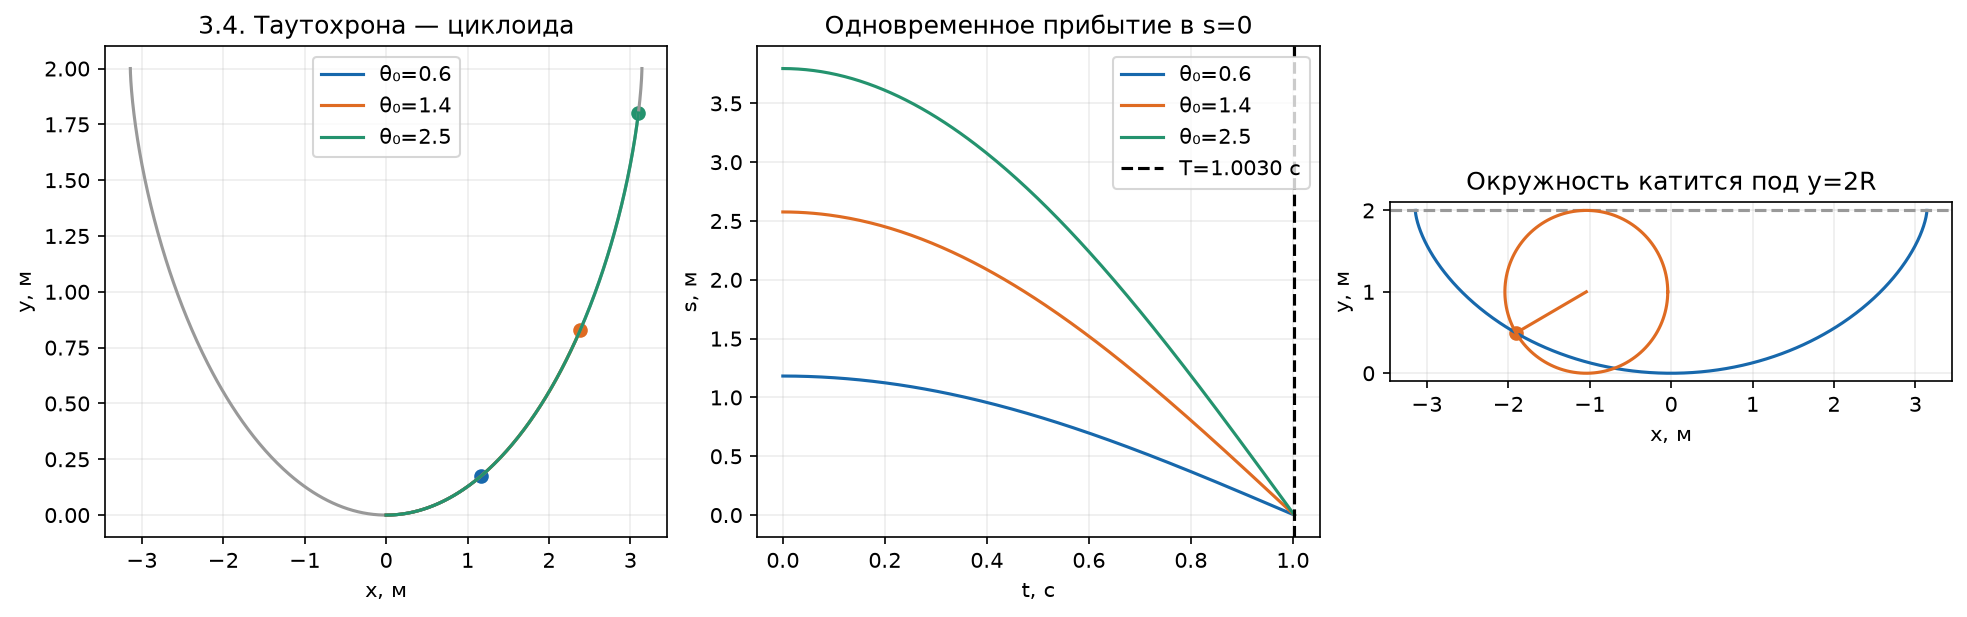 3.4. Таутохрона — циклоида
2.00
1.75
1.50
1.25
1.00
0.75
0.50
0.25
0.00
y, м
−3
−2
−1
0
1
2
3
x, м
θ₀=0.6
θ₀=1.4
θ₀=2.5
Одновременное прибытие в s=0
3.5
3.0
2.5
2.0
1.5
1.0
0.5
0.0
s, м
0.0
0.2
0.4
0.6
0.8
1.0
t, с
θ₀=0.6
θ₀=1.4
θ₀=2.5
T=1.0030 с
Окружность катится под y=2R
2
1
0
y, м
−3
−2
−1
0
1
2
3
x, м